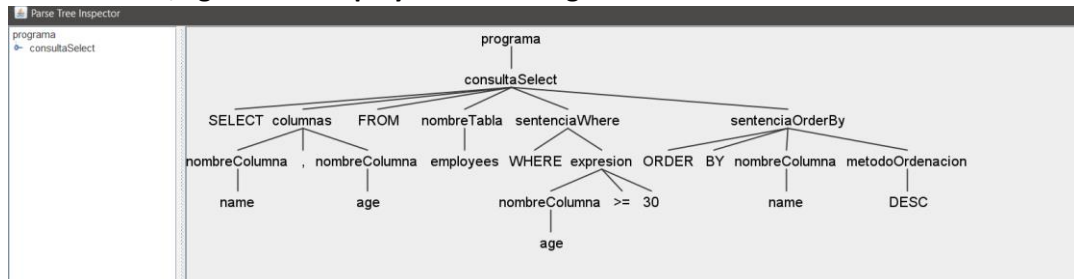 Parse Tree Inspector
programa
consultaSelect
programa
consultaSelect
SELECT columnas FROM nombreTabla sentenciaWhere sentenciaOrderBy
nombreColumna , nombreColumna employees WHERE expresion ORDER BY nombreColumna metodoOrdenacion
name age nombreColumna >= 30 name DESC
age